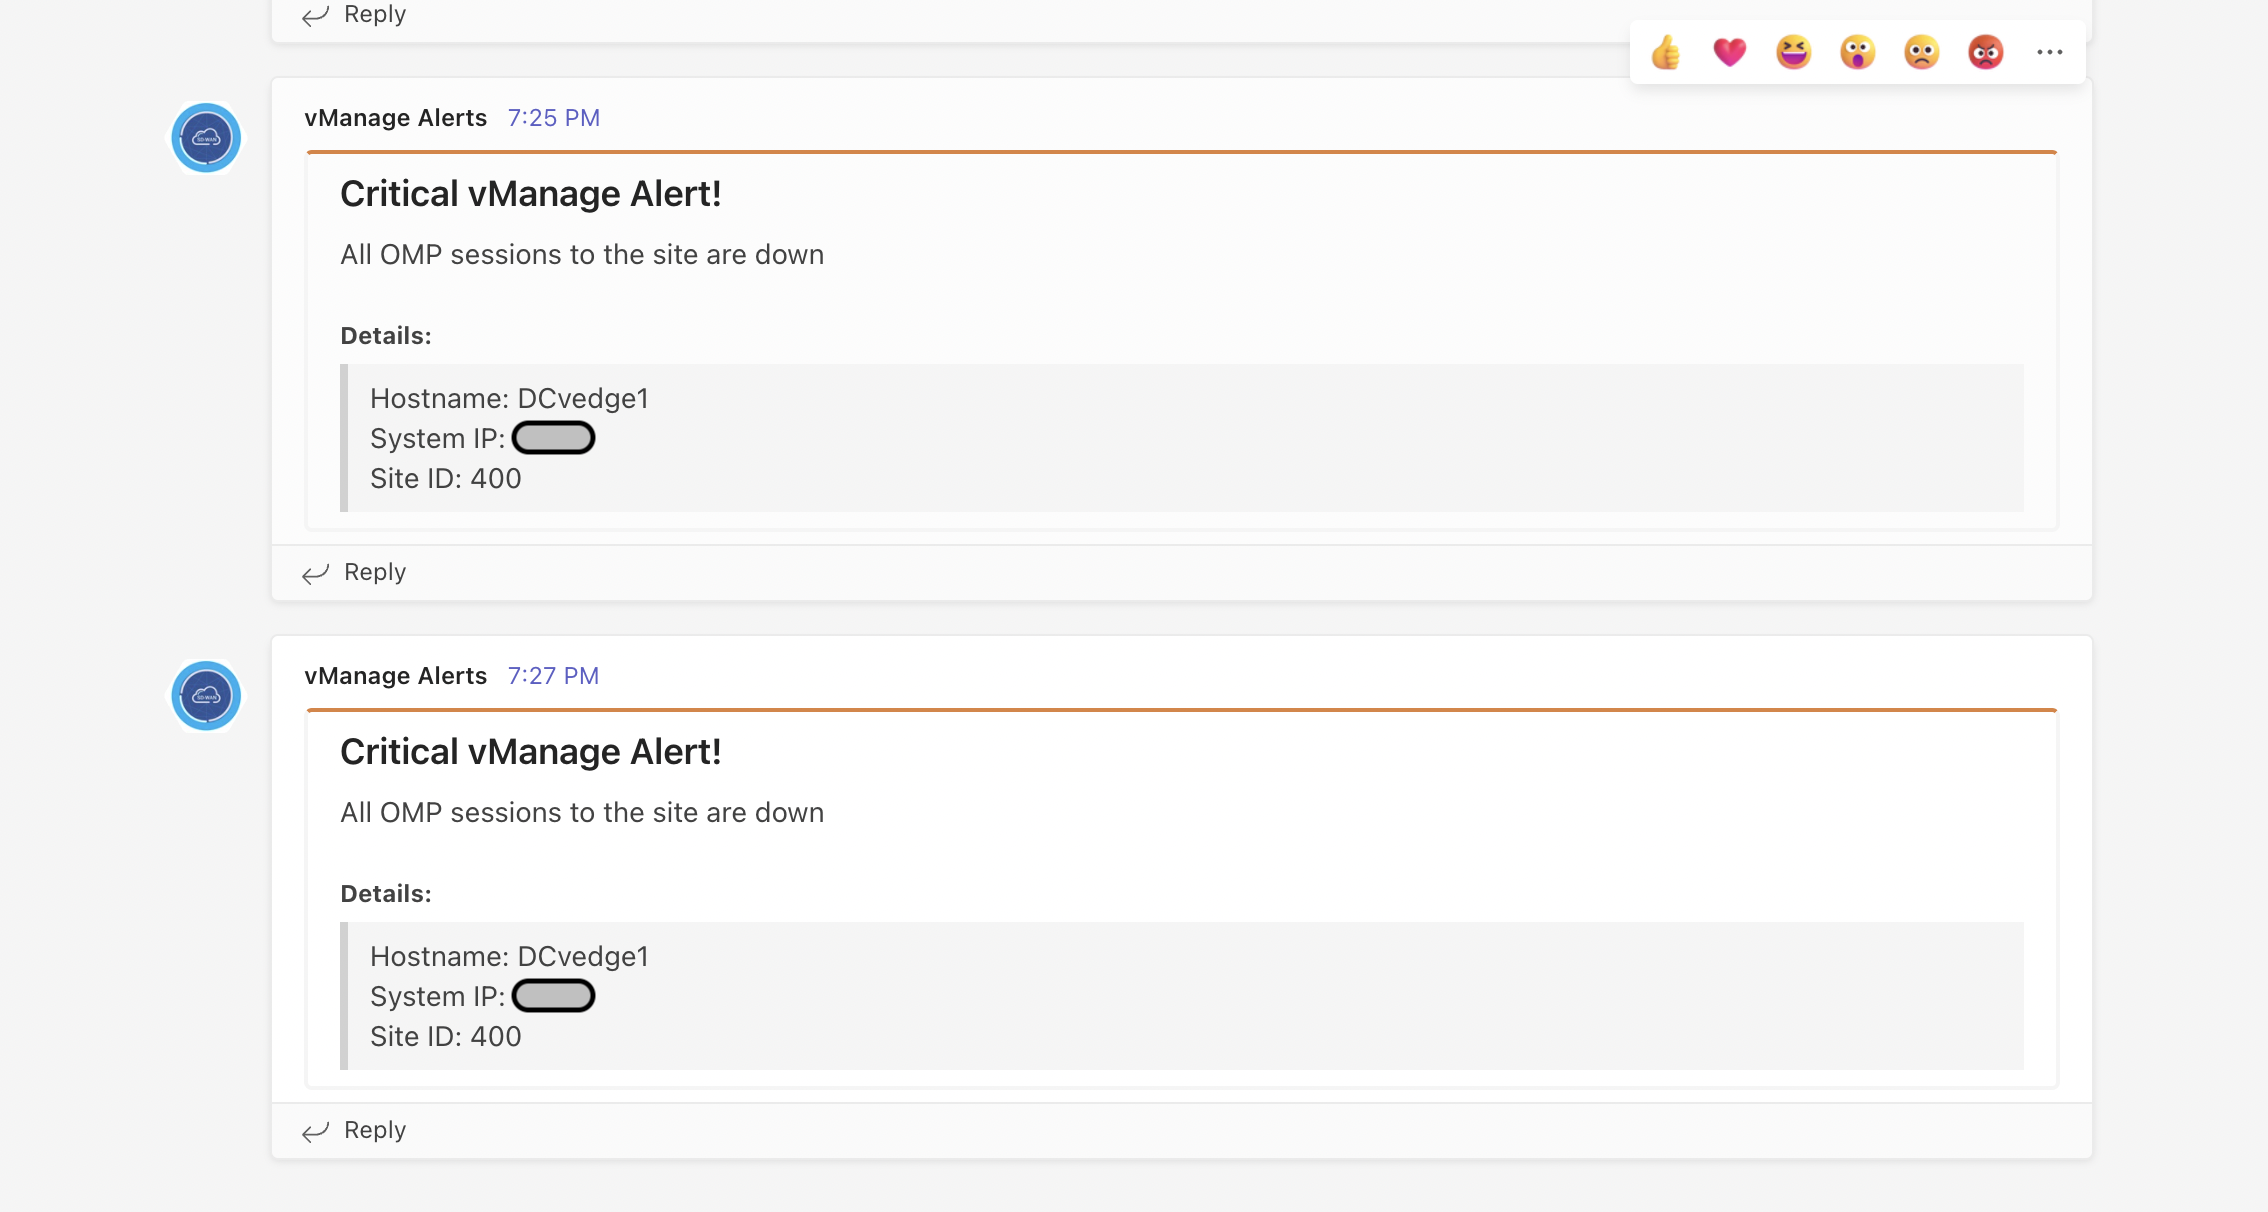 Reply
vManage Alerts 7:25 PM
Critical vManage Alert!
All OMP sessions to the site are down
Details:
Hostname: DCvedge1
System IP:
Site ID: 400
Reply
vManage Alerts 7:27 PM
Critical vManage Alert!
All OMP sessions to the site are down
Details:
Hostname: DCvedge1
System IP:
Site ID: 400
Reply